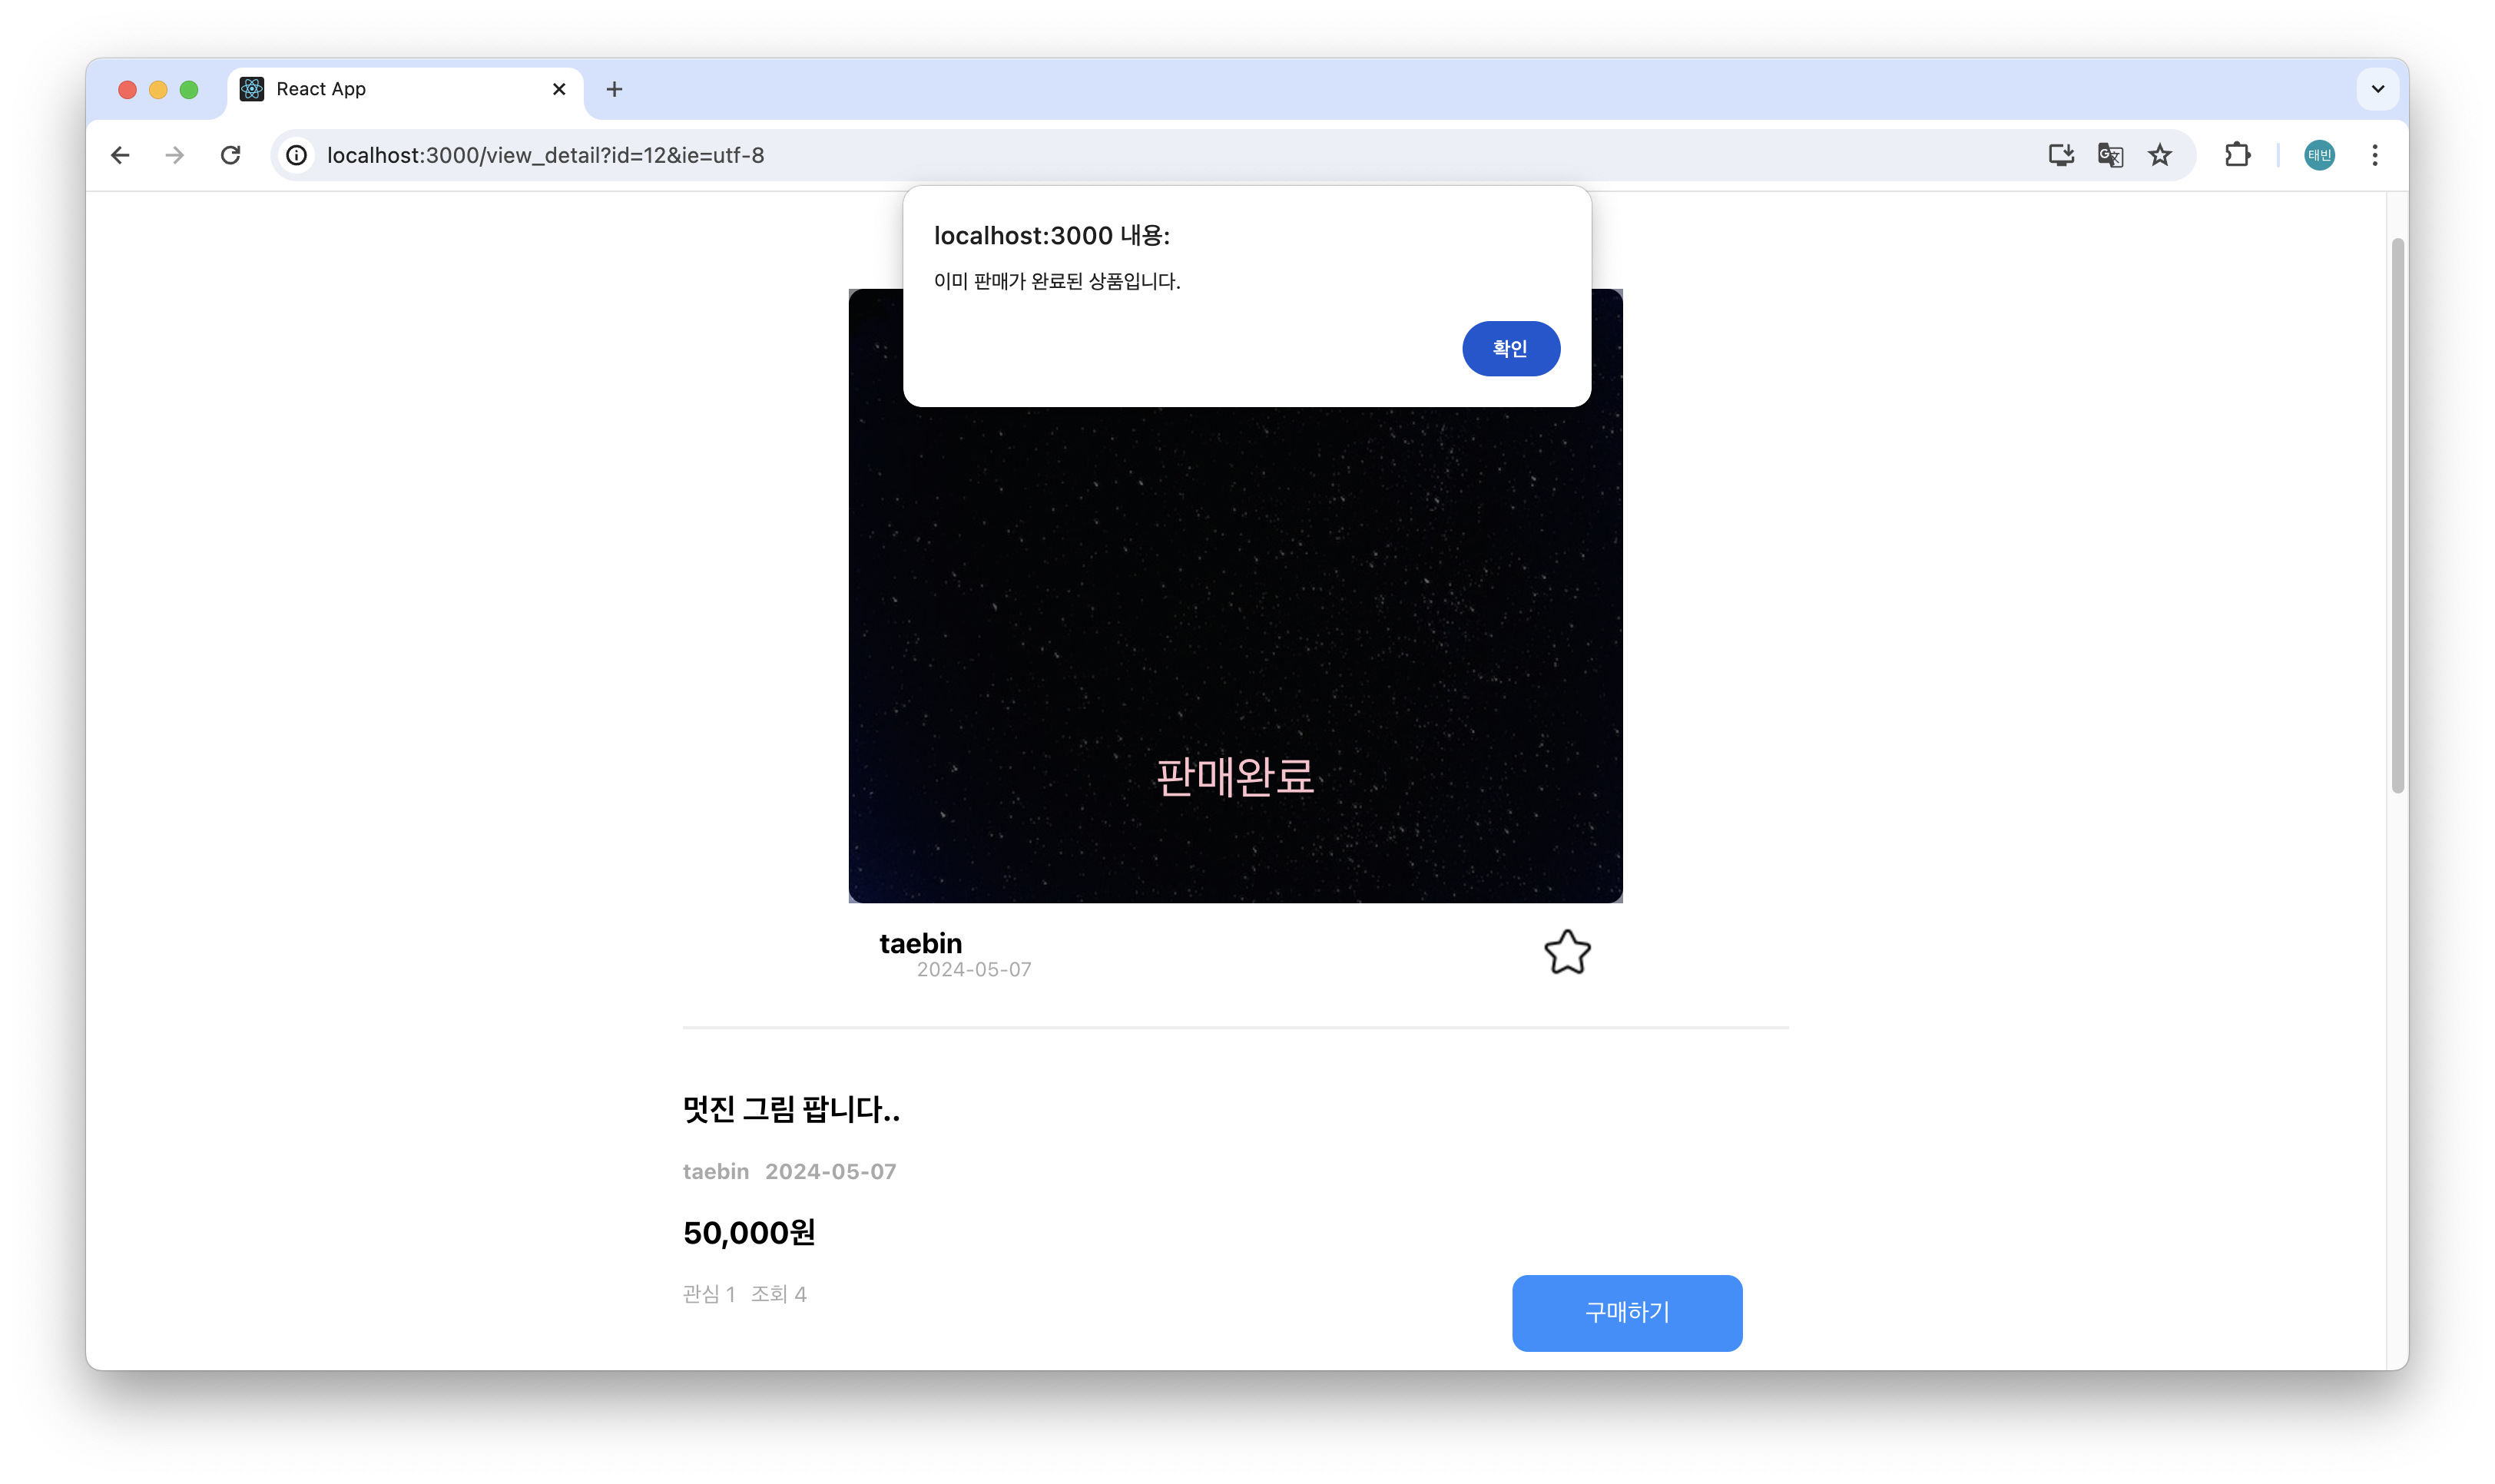 React App
localhost:3000/view_detail?id=12&ie=utf-8
태빈
localhost:3000 내용:
이미 판매가 완료된 상품입니다.
확인
판매완료
taebin
2024-05-07
멋진 그림 팝니다..
taebin 2024-05-07
50,000원
관심 1 조회 4
구매하기